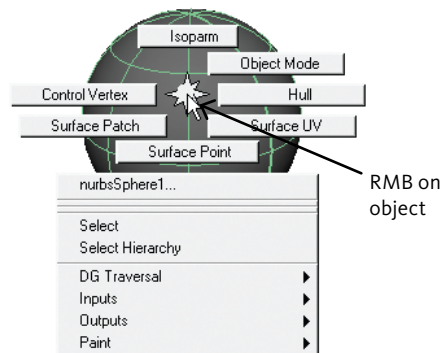 Isoparm
Object Mode
Control Vertex
Hull
Surface Patch
Surface UV
Surface Point
RMB on
object
nurbsSphere1...
Select
Select Hierarchy
DG Traversal
Inputs
Outputs
Paint